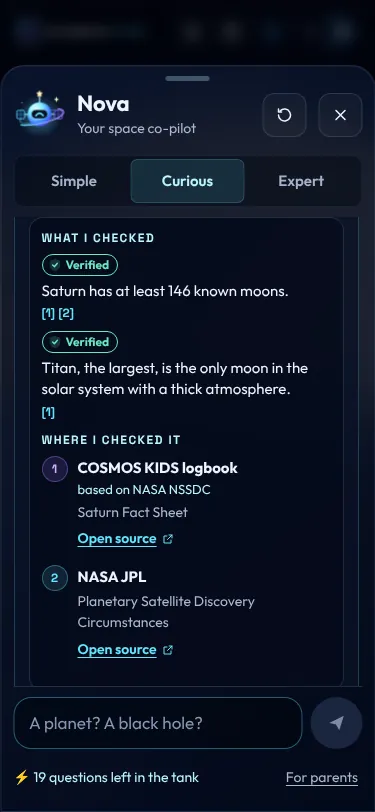 Nova
Your space co-pilot
Simple
Curious
Expert
WHAT I CHECKED
Verified
Saturn has at least 146 known moons.
[1] [2]
Verified
Titan, the largest, is the only moon in the
solar system with a thick atmosphere.
[1]
WHERE I CHECKED IT
1
COSMOS KIDS logbook
based on NASA NSSDC
Saturn Fact Sheet
Open source
2
NASA JPL
Planetary Satellite Discovery
Circumstances
Open source
A planet? A black hole?
⚡ 19 questions left in the tank
For parents